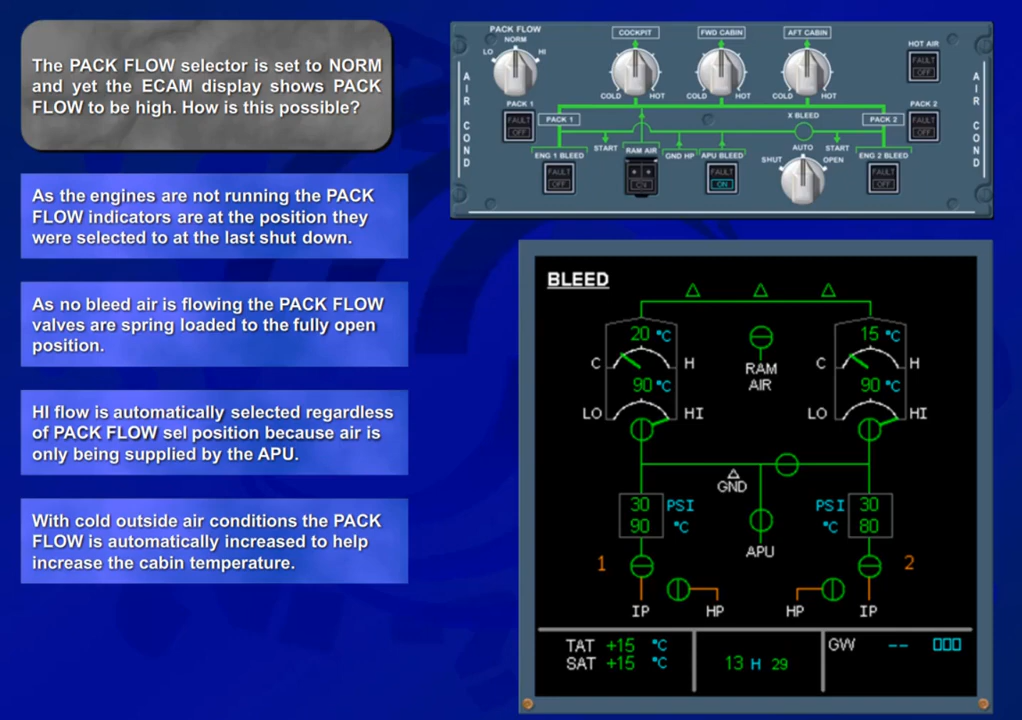 The PACK FLOW selector is set to NORM
and yet the ECAM display shows PACK
FLOW to be high. How is this possible?
As the engines are not running the PACK
FLOW indicators are at the position they
were selected to at the last shut down.
As no bleed air is flowing the PACK FLOW
valves are spring loaded to the fully open
position.
HI flow is automatically selected regardless
of PACK FLOW sel position because air is
only being supplied by the APU.
With cold outside air conditions the PACK
FLOW is automatically increased to help
increase the cabin temperature.
PACK FLOW
NORM
LO HI
COCKPIT FWD CABIN AFT CABIN
HOT AIR
FAULT
OFF
COLD HOT COLD HOT COLD HOT
AIR COND
AIR COND
PACK 1
FAULT
OFF
PACK 1
X BLEED
PACK 2
PACK 2
FAULT
OFF
START RAM AIR GND HP APU BLEED AUTO START
ENG 1 BLEED SHUT OPEN ENG 2 BLEED
FAULT
OFF
FAULT
ON
FAULT
OFF
BLEED
20 °C 15 °C
C H RAM AIR C H
90 °C 90 °C
LO HI LO HI
GND
30 PSI PSI 30
90 °C °C 80
APU
1 2
IP HP HP IP
TAT +15 °C
SAT +15 °C
13 H 29
GW --